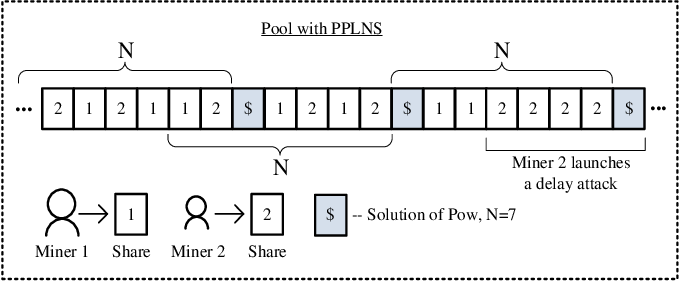 Pool with PPLNS
N N
... 2 1 2 1 1 2 $ 1 2 1 2 $ 1 1 2 2 2 2 $ ...
N
Miner 2 launches
a delay attack
1 2 $ -- Solution of Pow, N=7
Miner 1 Share Miner 2 Share